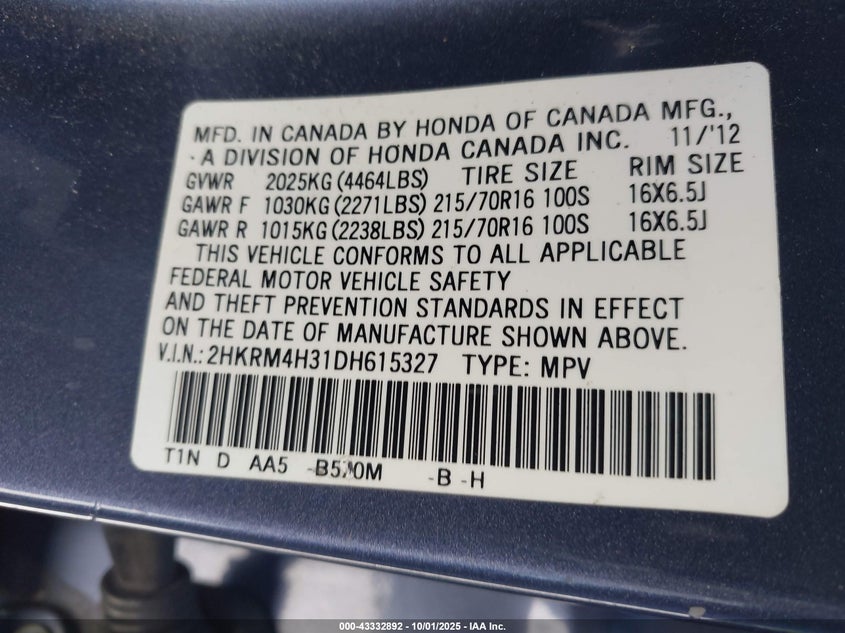 MFD. IN CANADA BY HONDA OF CANADA MFG.,
A DIVISION OF HONDA CANADA INC. 11/'12
GVWR 2025KG (4464LBS) TIRE SIZE RIM SIZE
GAWR F 1030KG (2271LBS) 215/70R16 100S 16X6.5J
GAWR R 1015KG (2238LBS) 215/70R16 100S 16X6.5J
THIS VEHICLE CONFORMS TO ALL APPLICABLE
FEDERAL MOTOR VEHICLE SAFETY
AND THEFT PREVENTION STANDARDS IN EFFECT
ON THE DATE OF MANUFACTURE SHOWN ABOVE.
V.I.N.: 2HKRM4H31DH615327 TYPE: MPV
T1N D AA5 -B570M -B -H
000-43332892 - 10/01/2025 - IAA Inc.